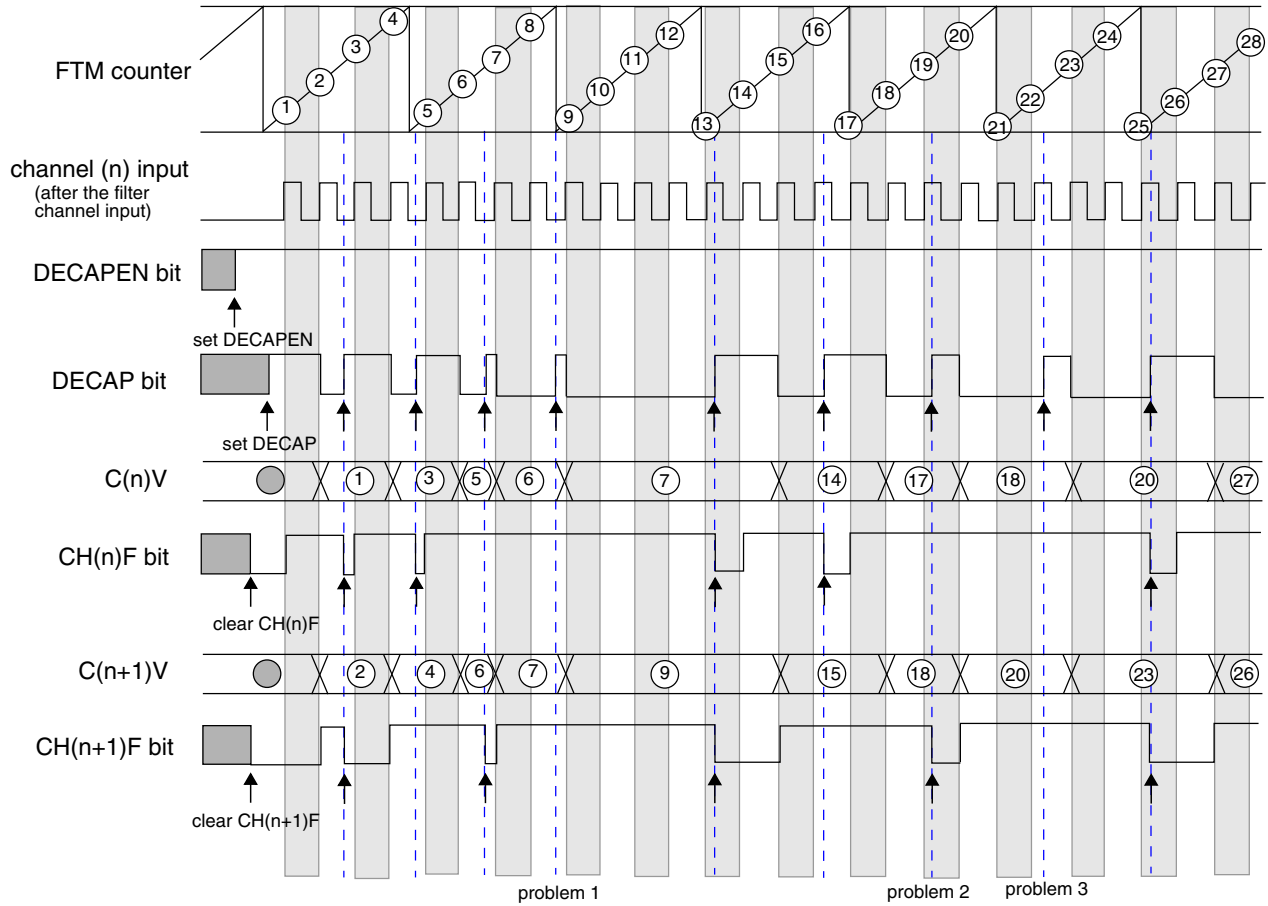 FTM counter
1 2 3 4 5 6 7 8 9 10 11 12 13 14 15 16 17 18 19 20 21 22 23 24 25 26 27 28
channel (n) input
(after the filter
channel input)
DECAPEN bit
set DECAPEN
DECAP bit
set DECAP
C(n)V
1 3 5 6 7 14 17 18 20 27
CH(n)F bit
clear CH(n)F
C(n+1)V
2 4 6 7 9 15 18 20 23 26
CH(n+1)F bit
clear CH(n+1)F
problem 1 problem 2 problem 3